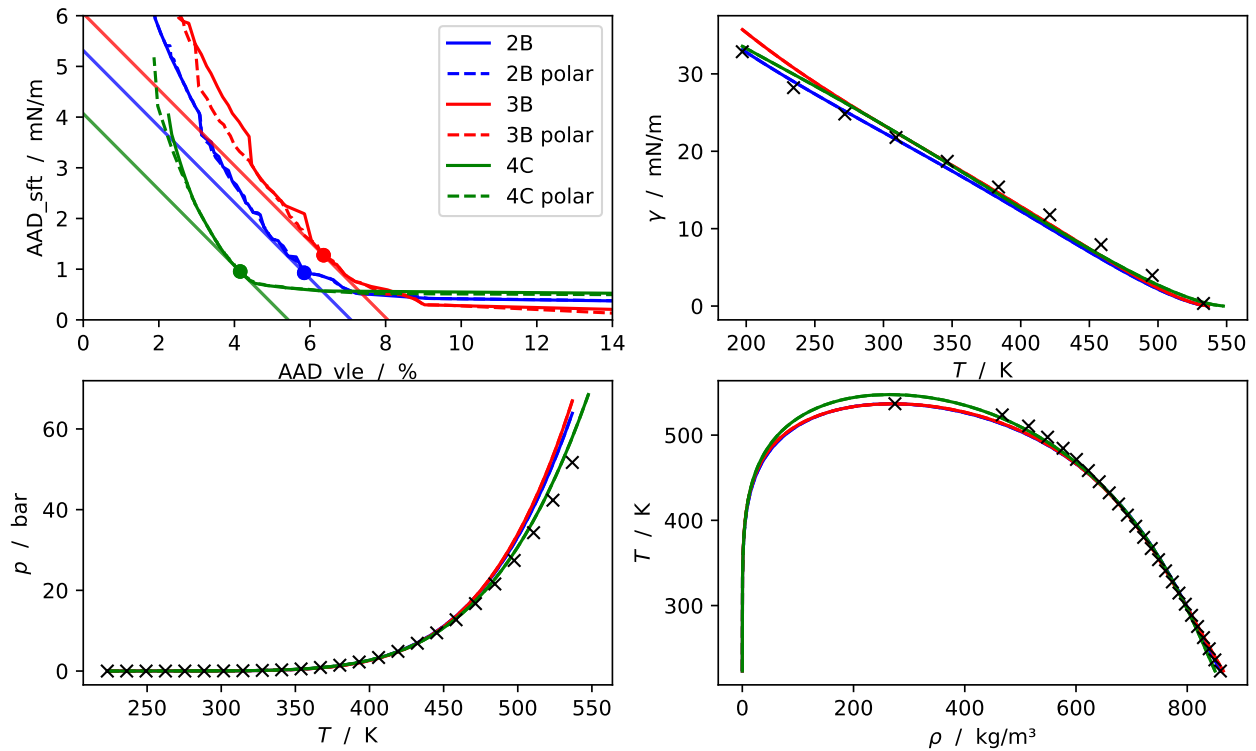 AAD_sft / mN/m
6
5
4
3
2
1
0
0 2 4 6 8 10 12 14
AAD_vle / %
2B
2B polar
3B
3B polar
4C
4C polar
γ / mN/m
30
20
10
0
200 250 300 350 400 450 500 550
T / K
p / bar
60
40
20
0
250 300 350 400 450 500 550
T / K
T / K
500
400
300
0 200 400 600 800
ρ / kg/m³